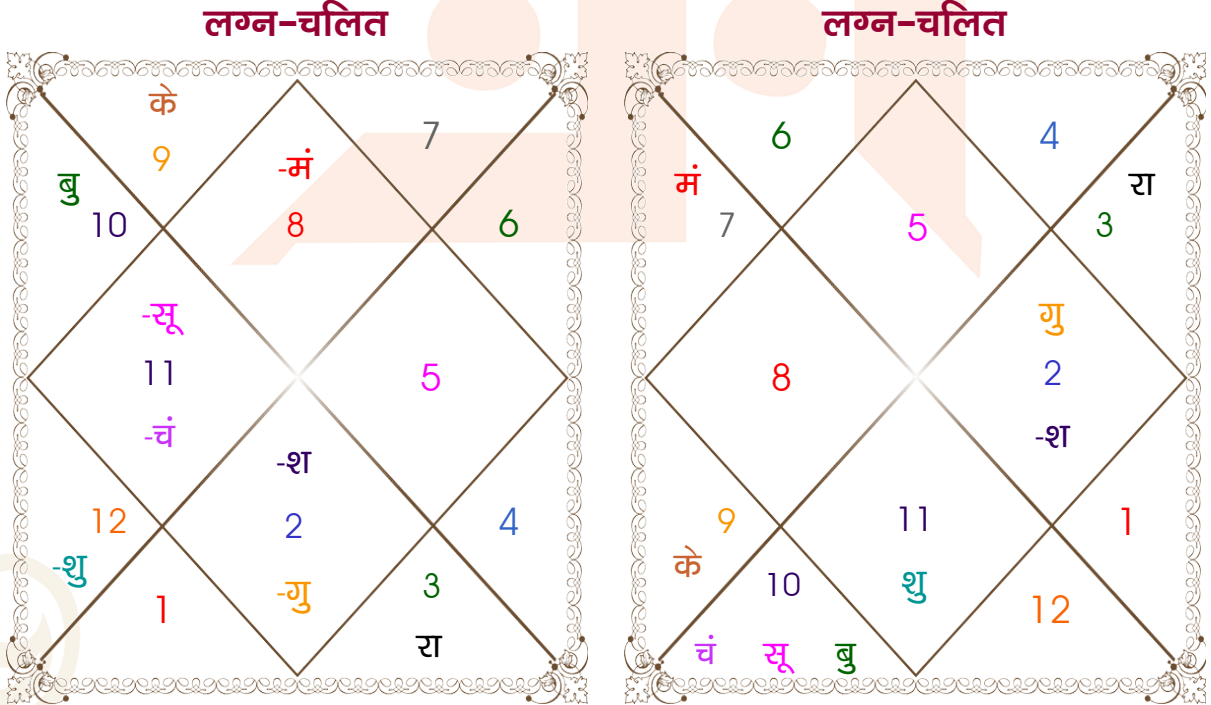 लग्न-चलित
के
7
9
-मं
बु
10
8
6
-सू
11
5
-चं
-श
12
2
4
-शु
3
1
-गु
रा
लग्न-चलित
6
4
मं
रा
7
5
3
गु
8
2
-श
9
11
1
के
10
शु
12
चं सू बु